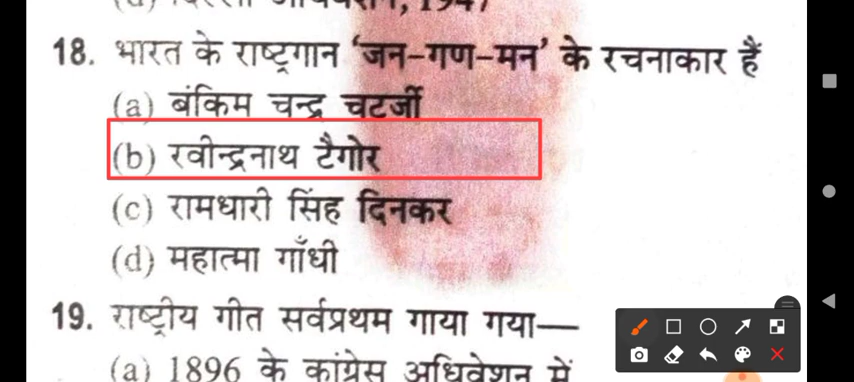 18. भारत के राष्ट्रगान ‘जन-गण-मन’ के रचनाकार हैं
(a) बंकिम चन्द्र चटर्जी
(b) रवीन्द्रनाथ टैगोर
(c) रामधारी सिंह दिनकर
(d) महात्मा गाँधी
19. राष्ट्रीय गीत सर्वप्रथम गाया गया—
(a) 1896 के कांग्रेस अधिवेशन में